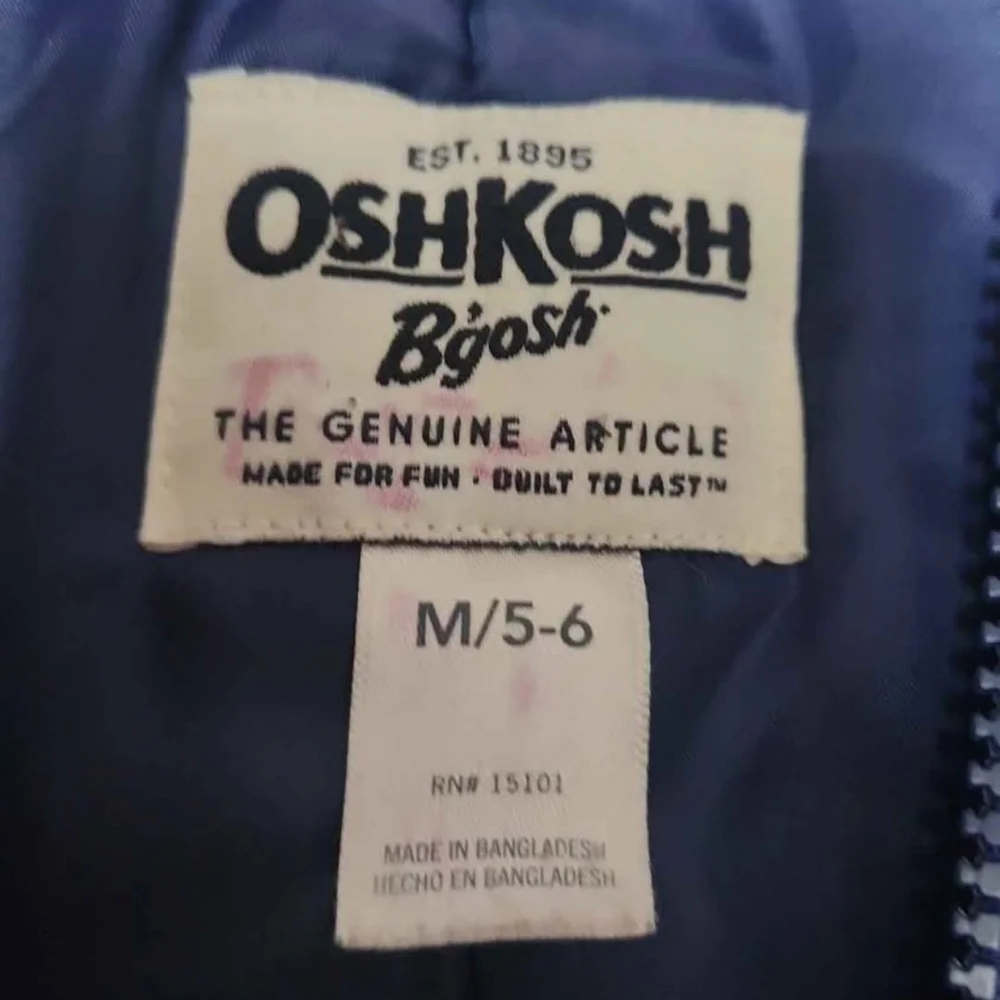 EST. 1895
OSHKOSH
B'gosh
THE GENUINE ARTICLE
MADE FOR FUN · BUILT TO LAST™
M/5-6
RN# 15101
MADE IN BANGLADESH
HECHO EN BANGLADESH